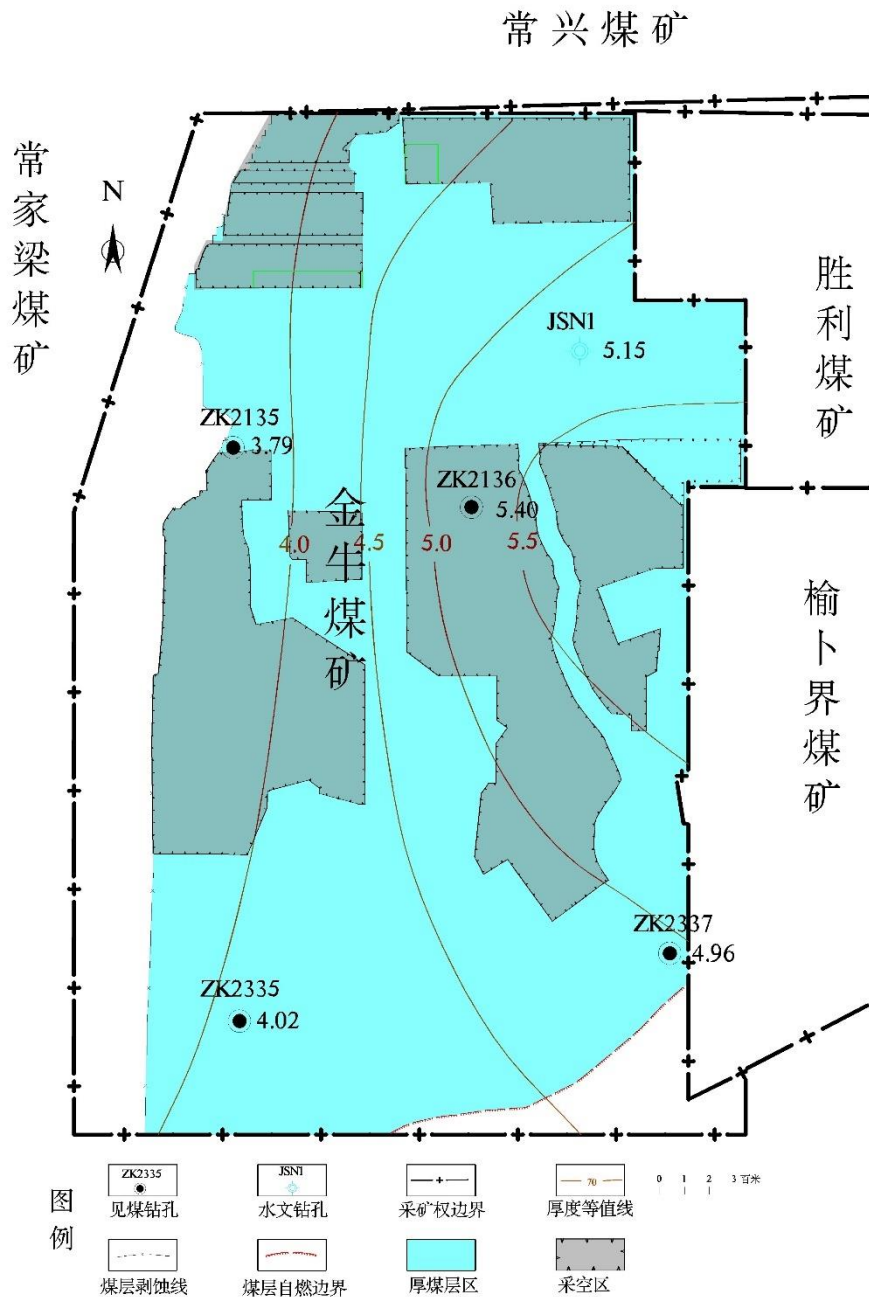 常兴煤矿
常家梁煤矿
N
胜利煤矿
JSN1
5.15
ZK2135
3.79
ZK2136
5.40
金牛煤矿
4.0
4.5
5.0
5.5
榆卜界煤矿
ZK2337
4.96
ZK2335
4.02
图例
ZK2335
见煤钻孔
JSN1
水文钻孔
采矿权边界
70
厚度等值线
0 1 2 3 百米
煤层剥蚀线
煤层自燃边界
厚煤层区
采空区